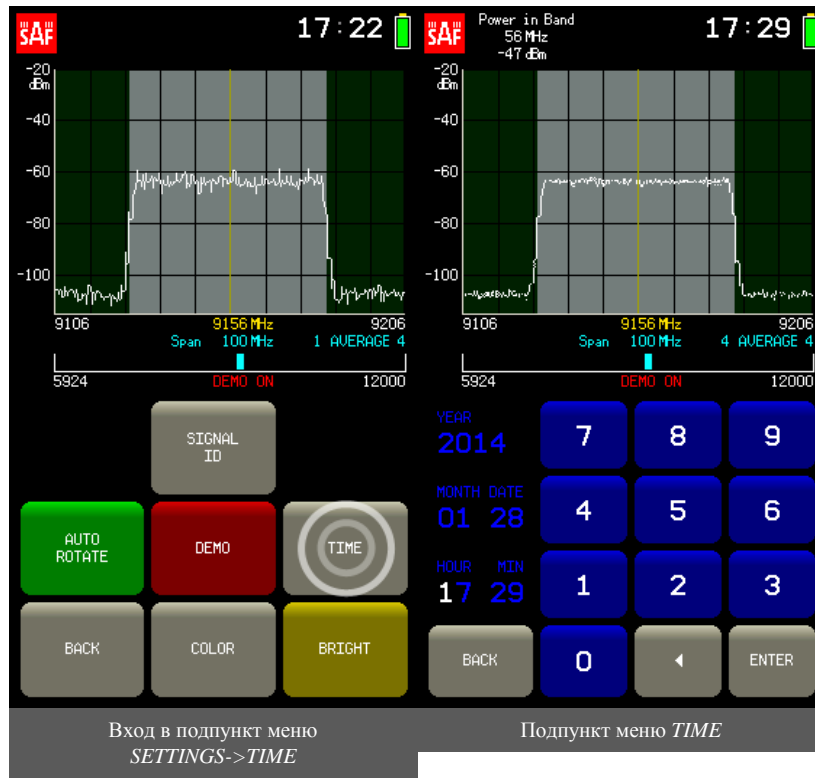 SAF
17:22
-20
dBm
-40
-60
-80
-100
9106 9156 MHz 9206
Span 100 MHz 1 AVERAGE 4
5924 DEMO ON 12000
SIGNAL
ID
AUTO
ROTATE
DEMO
TIME
BACK
COLOR
BRIGHT
Вход в подпункт меню
SETTINGS->TIME
SAF
Power in Band
56 MHz
-47 dBm
17:29
-20
dBm
-40
-60
-80
-100
9106 9156 MHz 9206
Span 100 MHz 4 AVERAGE 4
5924 DEMO ON 12000
YEAR
2014
7 8 9
MONTH DATE
01 28
4 5 6
HOUR MIN
17 29
1 2 3
BACK 0 ◀ ENTER
Подпункт меню TIME